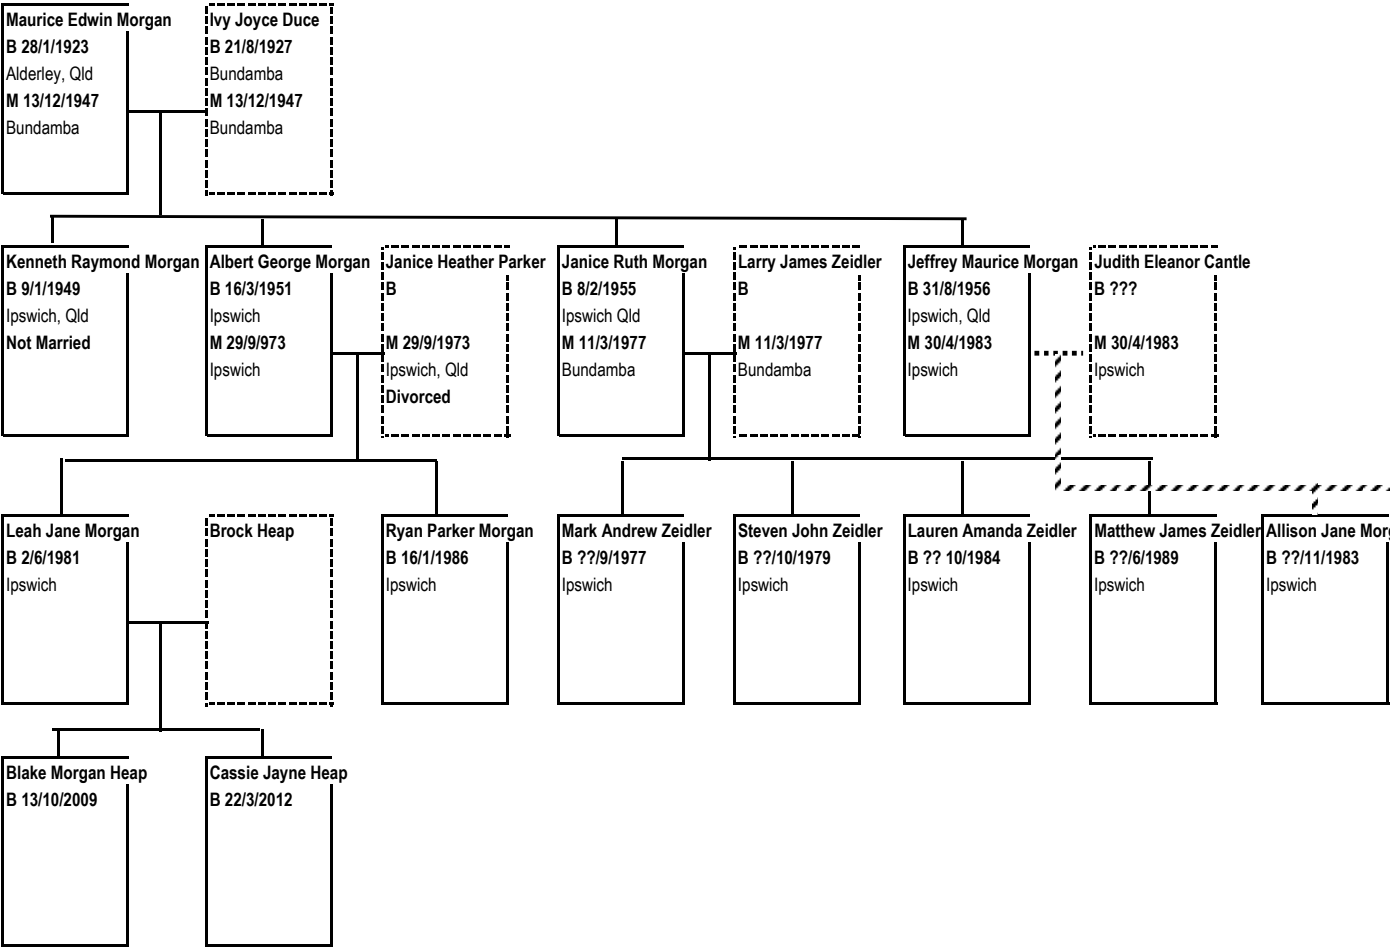 Maurice Edwin Morgan
B 28/1/1923
Alderley, Qld
M 13/12/1947
Bundamba
Ivy Joyce Duce
B 21/8/1927
Bundamba
M 13/12/1947
Bundamba
Kenneth Raymond Morgan
B 9/1/1949
Ipswich, Qld
Not Married
Albert George Morgan
B 16/3/1951
Ipswich
M 29/9/973
Ipswich
Janice Heather Parker
B
M 29/9/1973
Ipswich, Qld
Divorced
Janice Ruth Morgan
B 8/2/1955
Ipswich Qld
M 11/3/1977
Bundamba
Larry James Zeidler
B
M 11/3/1977
Bundamba
Jeffrey Maurice Morgan
B 31/8/1956
Ipswich, Qld
M 30/4/1983
Ipswich
Judith Eleanor Cantle
B ???
M 30/4/1983
Ipswich
Leah Jane Morgan
B 2/6/1981
Ipswich
Brock Heap
Ryan Parker Morgan
B 16/1/1986
Ipswich
Mark Andrew Zeidler
B ??/9/1977
Ipswich
Steven John Zeidler
B ??/10/1979
Ipswich
Lauren Amanda Zeidler
B ?? 10/1984
Ipswich
Matthew James Zeidler
B ??/6/1989
Ipswich
Allison Jane
B ??/11/1983
Ipswich
Blake Morgan Heap
B 13/10/2009
Cassie Jayne Heap
B 22/3/2012